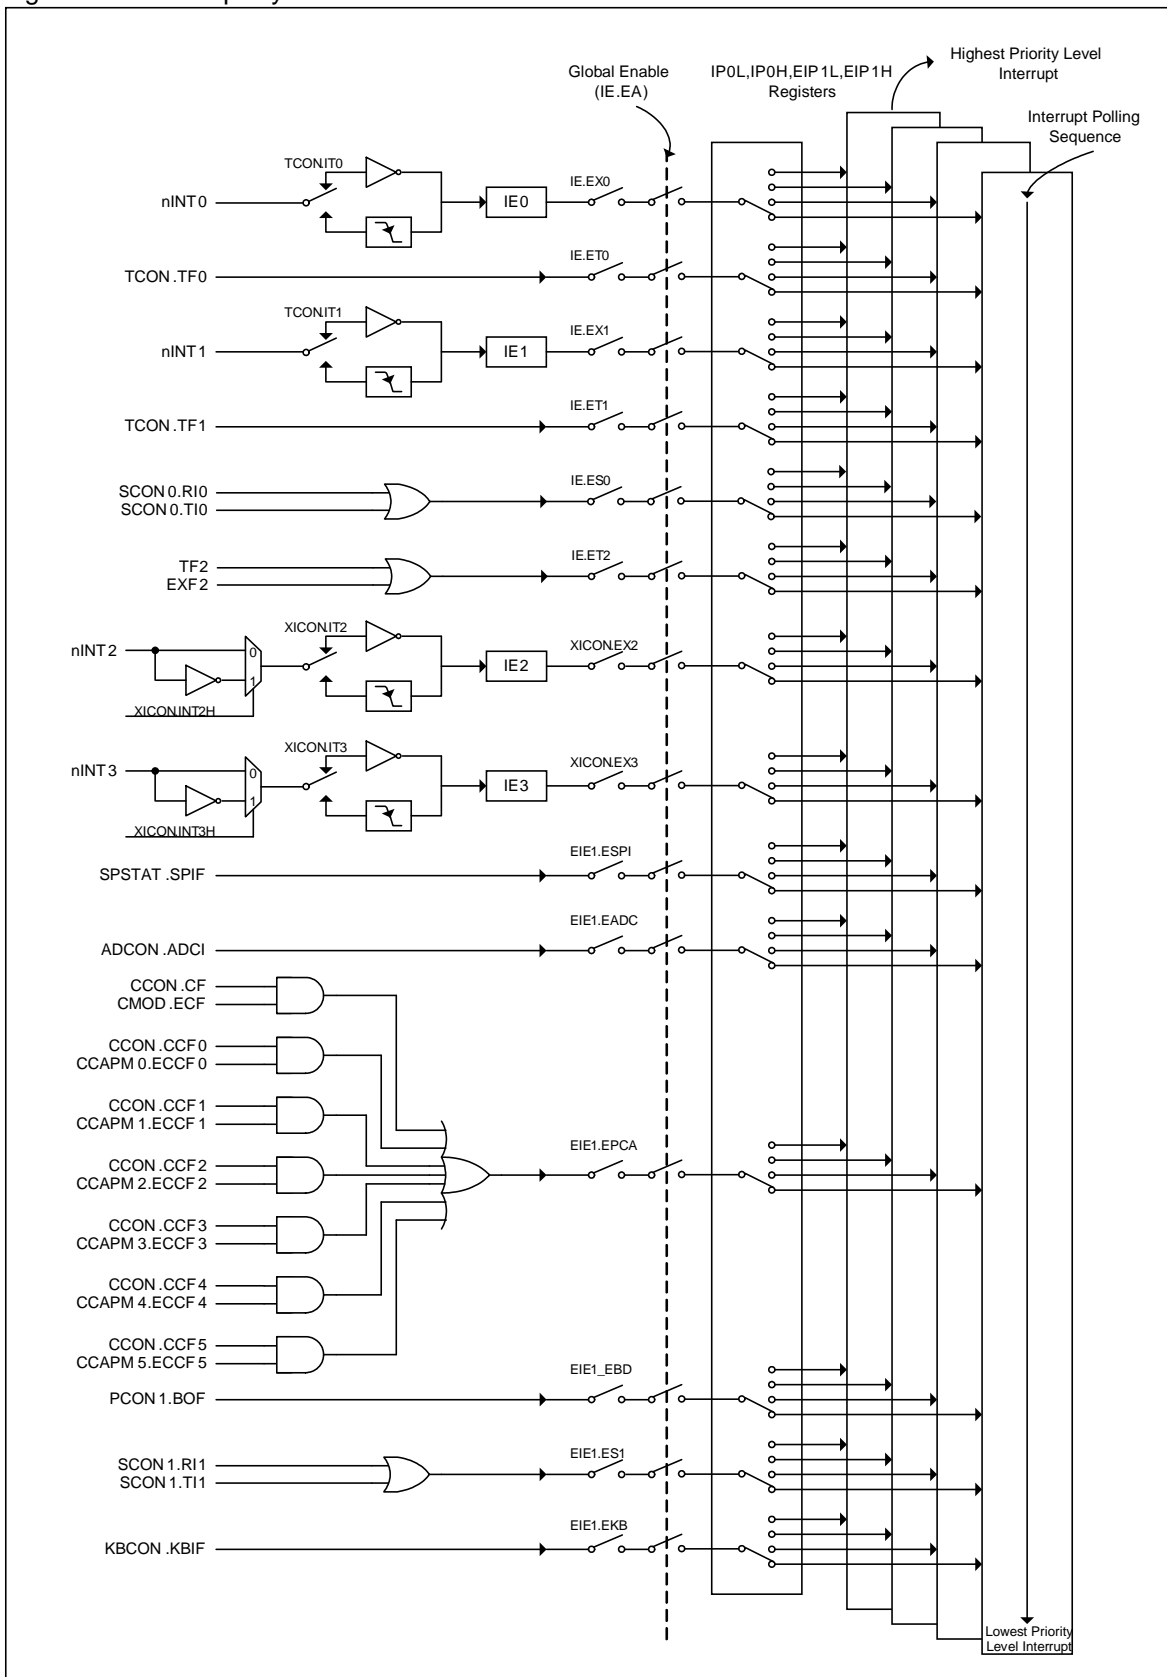 Highest Priority Level
Interrupt
Global Enable
(IE.EA)
IP0L,IP0H,EIP1L,EIP1H
Registers
Interrupt Polling
Sequence
TCON.IT0
nINT0
IE0
IE.EX0
TCON.TF0
IE.ET0
TCON.IT1
nINT1
IE1
IE.EX1
TCON.TF1
IE.ET1
SCON0.RI0
SCON0.TI0
IE.ES0
TF2
EXF2
IE.ET2
nINT2
0
1
XICON.INT2H
XICON.IT2
IE2
XICON.EX2
nINT3
0
1
XICON.INT3H
XICON.IT3
IE3
XICON.EX3
SPSTAT.SPIF
EIE1.ESPI
ADCON.ADCI
EIE1.EADC
CCON.CF
CMOD.ECF
CCON.CCF0
CCAPM0.ECCF0
CCON.CCF1
CCAPM1.ECCF1
CCON.CCF2
CCAPM2.ECCF2
EIE1.EPCA
CCON.CCF3
CCAPM3.ECCF3
CCON.CCF4
CCAPM4.ECCF4
CCON.CCF5
CCAPM5.ECCF5
PCON1.BOF
EIE1_EBD
SCON1.RI1
SCON1.TI1
EIE1.ES1
KBCON.KBIF
EIE1.EKB
Lowest Priority
Level Interrupt